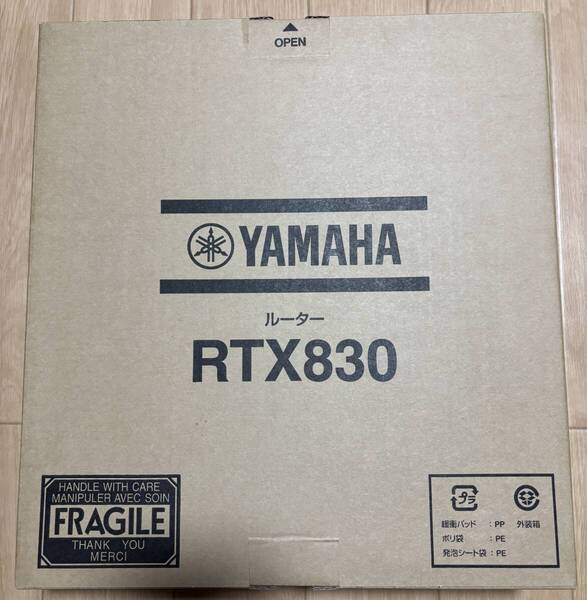 OPEN
YAMAHA
ルーター
RTX830
HANDLE WITH CARE
MANIPULER AVEC SOIN
FRAGILE
THANK YOU
MERCI
プラ
緩衝パッド : PP 外装箱
ポリ袋 : PE
発泡シート袋 : PE